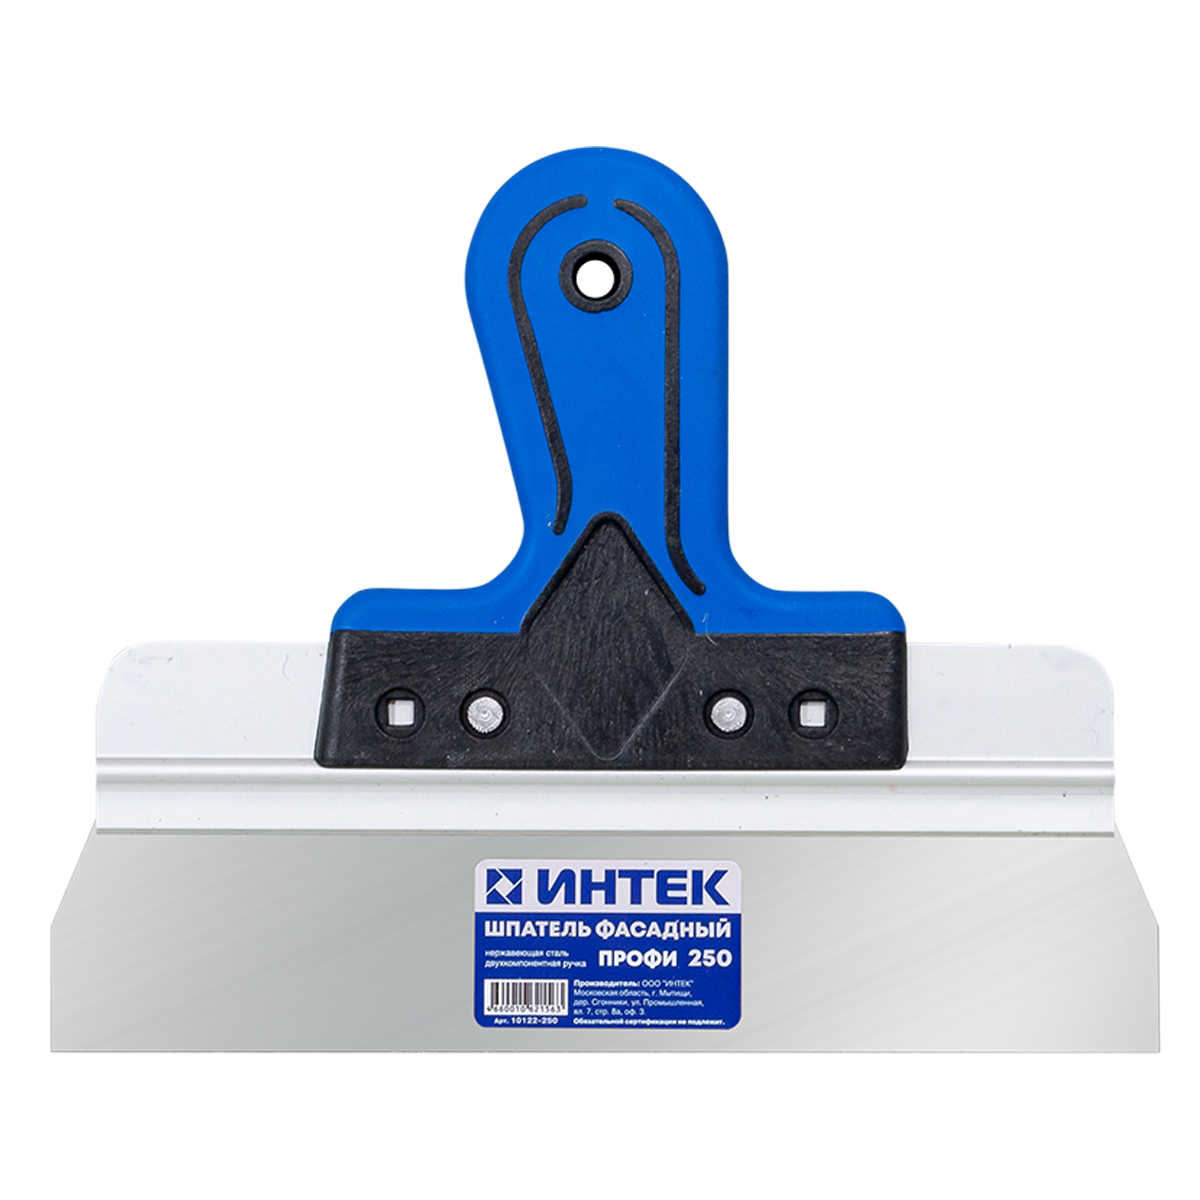 ИНТЕК
ШПАТЕЛЬ ФАСАДНЫЙ
нержавеющая сталь
двухкомпонентная ручка
ПРОФИ 250
4660010621563
Арт. 10122-250
Производитель: ООО "ИНТЕК"
Московская область, г. Мытищи,
дер. Сгонники, ул. Промышленная,
вл. 7, стр. 8а, оф. 3.
Обязательной сертификации не подлежит.